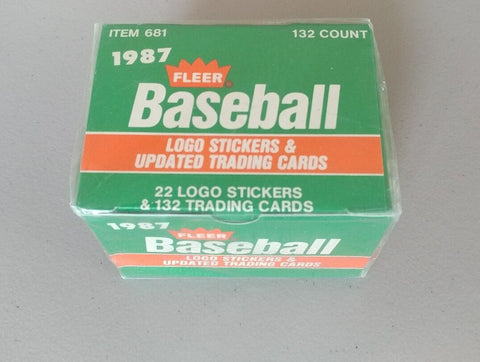 ITEM 681 132 COUNT
1987
FLEER®
Baseball
LOGO STICKERS &
UPDATED TRADING CARDS
22 LOGO STICKERS
& 132 TRADING CARDS
1987
FLEER
Baseball
LOGO STICKERS &
UPDATED TRADING CARDS